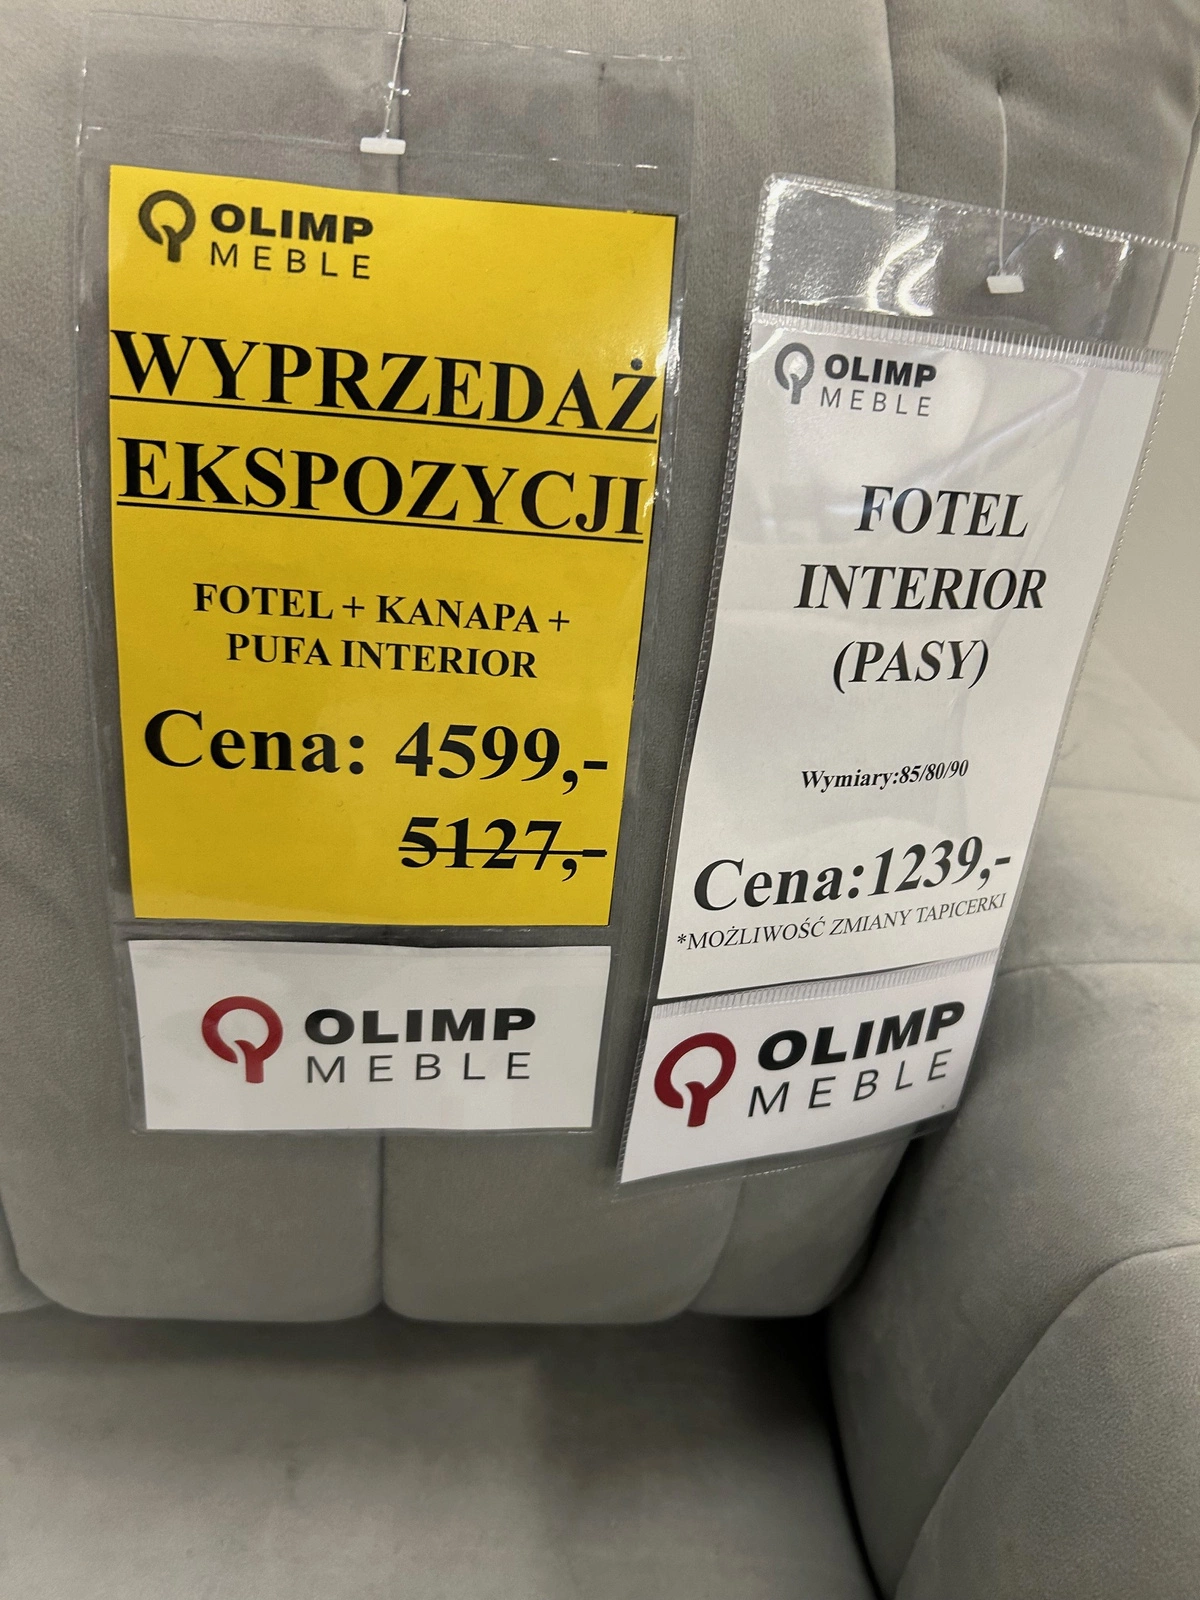 OLIMP
MEBLE
WYPRZEDAŻ
EKSPOZYCJI
FOTEL + KANAPA +
PUFA INTERIOR
Cena: 4599,-
5127,-
OLIMP
MEBLE
OLIMP
MEBLE
FOTEL
INTERIOR
(PASY)
Wymiary:85/80/90
Cena:1239,-
*MOŻLIWOŚĆ ZMIANY TAPICERKI
OLIMP
MEBLE